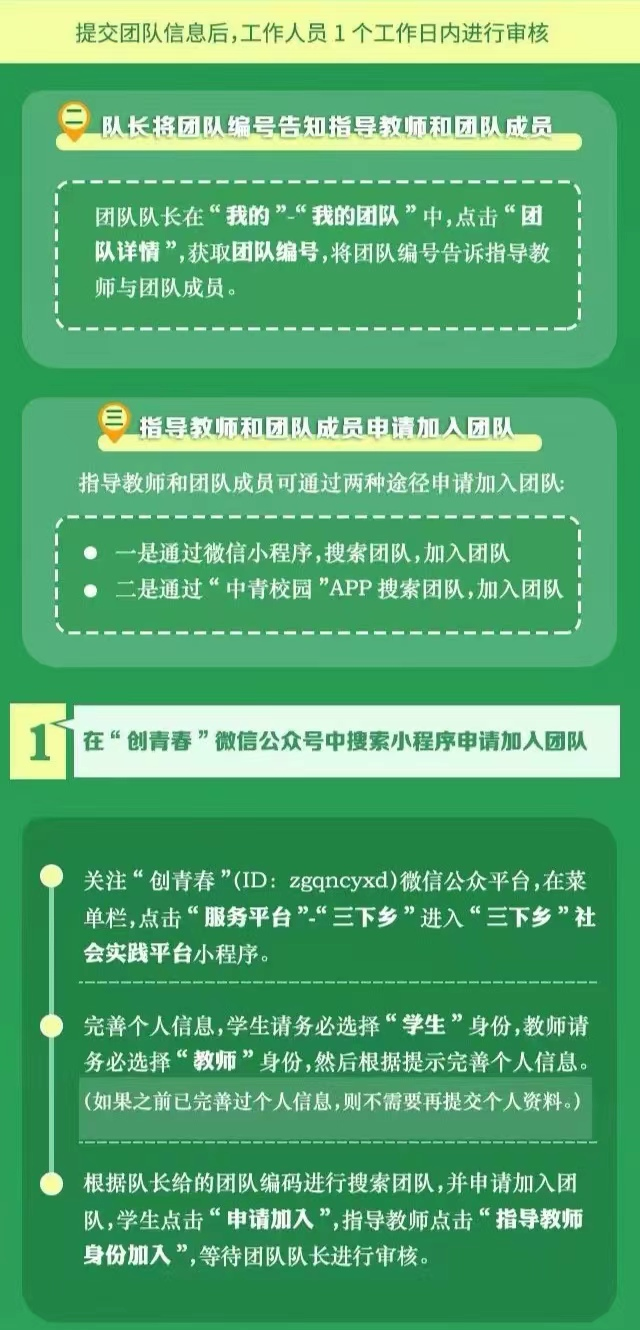 提交团队信息后,工作人员 1 个工作日内进行审核
二
队长将团队编号告知指导教师和团队成员
团队队长在“我的”-“我的团队”中,点击“团
队详情”,获取团队编号,将团队编号告诉指导教
师与团队成员。
三
指导教师和团队成员申请加入团队
指导教师和团队成员可通过两种途径申请加入团队:
● 一是通过微信小程序,搜索团队,加入团队
● 二是通过“中青校园”APP 搜索团队,加入团队
1
在“创青春”微信公众号中搜索小程序申请加入团队
关注“创青春”(ID: zgqncyxd)微信公众平台,在菜
单栏,点击“服务平台”-“三下乡”进入“三下乡”社
会实践平台小程序。
完善个人信息,学生请务必选择“学生”身份,教师请
务必选择“教师”身份,然后根据提示完善个人信息。
(如果之前已完善过个人信息,则不需要再提交个人资料。)
根据队长给的团队编码进行搜索团队,并申请加入团
队,学生点击“申请加入”,指导教师点击“指导教师
身份加入”,等待团队队长进行审核。